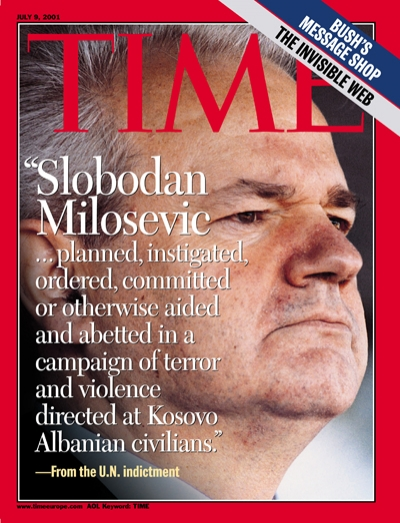 JULY 9, 2001
BUSH'S
MESSAGE SHOP
THE INVISIBLE WEB
TIME
“Slobodan
Milosevic
...planned, instigated,
ordered, committed
or otherwise aided
and abetted in a
campaign of terror
and violence
directed at Kosovo
Albanian civilians.”
—From the U.N. indictment
www.timeeurope.com AOL Keyword: TIME